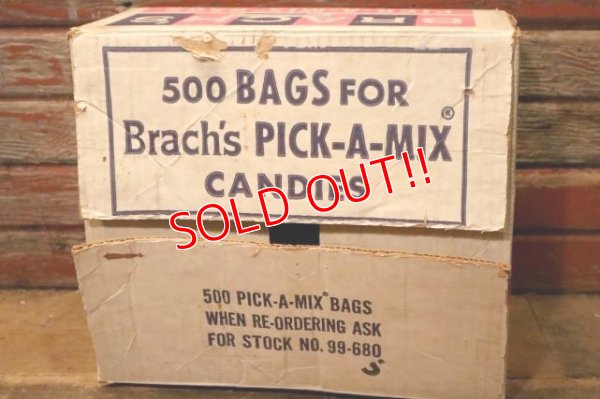 BRACH'S
500 BAGS FOR
Brach's PICK-A-MIX®
CANDIES
SOLD OUT!!
500 PICK-A-MIX® BAGS
WHEN RE-ORDERING ASK
FOR STOCK NO. 99-680